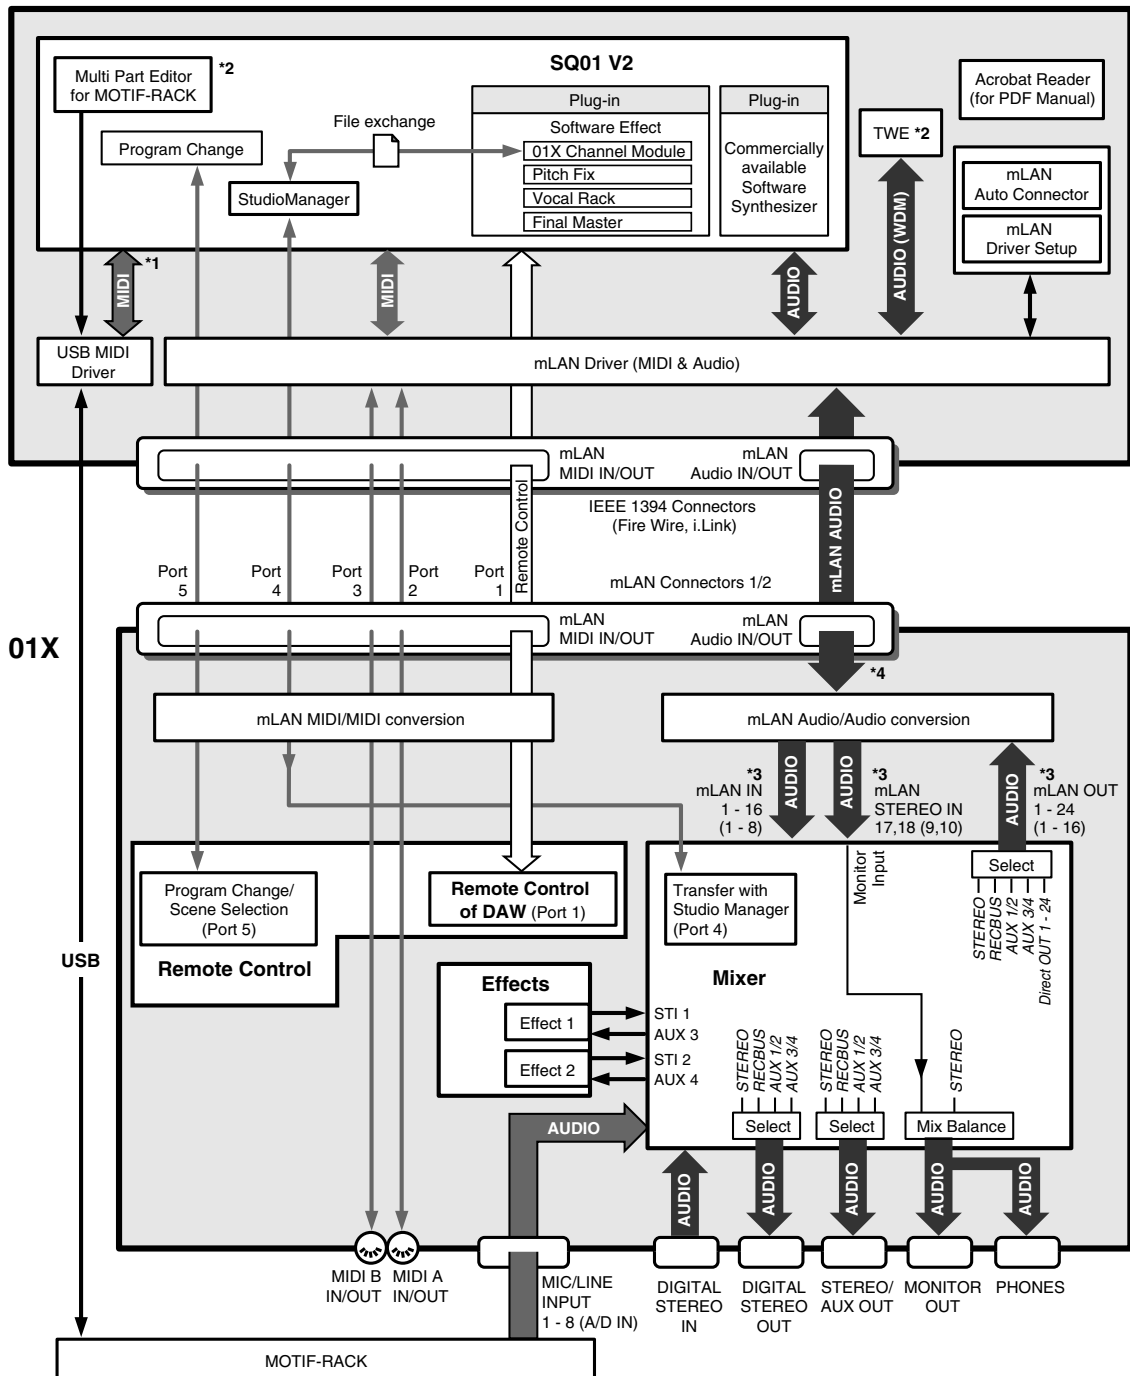 SQ01 V2
Multi Part Editor
for MOTIF-RACK
*2
Program Change
File exchange
StudioManager
Plug-in
Software Effect
01X Channel Module
Pitch Fix
Vocal Rack
Final Master
Plug-in
Commercially
available
Software
Synthesizer
TWE *2
Acrobat Reader
(for PDF Manual)
mLAN
Auto Connector
mLAN
Driver Setup
MIDI
*1
MIDI
AUDIO
AUDIO (WDM)
USB MIDI
Driver
mLAN Driver (MIDI & Audio)
mLAN
MIDI IN/OUT
mLAN
Audio IN/OUT
IEEE 1394 Connectors
(Fire Wire, i.Link)
Remote Control
mLAN AUDIO
Port
5
Port
4
Port
3
Port
2
Port
1
mLAN Connectors 1/2
mLAN
MIDI IN/OUT
mLAN
Audio IN/OUT
01X
*4
mLAN MIDI/MIDI conversion
mLAN Audio/Audio conversion
*3
mLAN IN
1 - 16
(1 - 8)
AUDIO
AUDIO
*3
mLAN
STEREO IN
17,18 (9,10)
AUDIO
*3
mLAN OUT
1 - 24
(1 - 16)
Monitor
Input
Select
STEREO
RECBUS
AUX 1/2
AUX 3/4
Direct OUT 1 - 24
Program Change/
Scene Selection
(Port 5)
Remote Control
of DAW (Port 1)
Remote Control
Transfer with
Studio Manager
(Port 4)
Mixer
USB
Effects
Effect 1
Effect 2
STI 1
AUX 3
STI 2
AUX 4
STEREO
RECBUS
AUX 1/2
AUX 3/4
Select
STEREO
RECBUS
AUX 1/2
AUX 3/4
Select
STEREO
Mix Balance
AUDIO
AUDIO
AUDIO
AUDIO
AUDIO
AUDIO
MIDI B
IN/OUT
MIDI A
IN/OUT
MIC/LINE
INPUT
1 - 8 (A/D IN)
DIGITAL
STEREO
IN
DIGITAL
STEREO
OUT
STEREO/
AUX OUT
MONITOR
OUT
PHONES
MOTIF-RACK